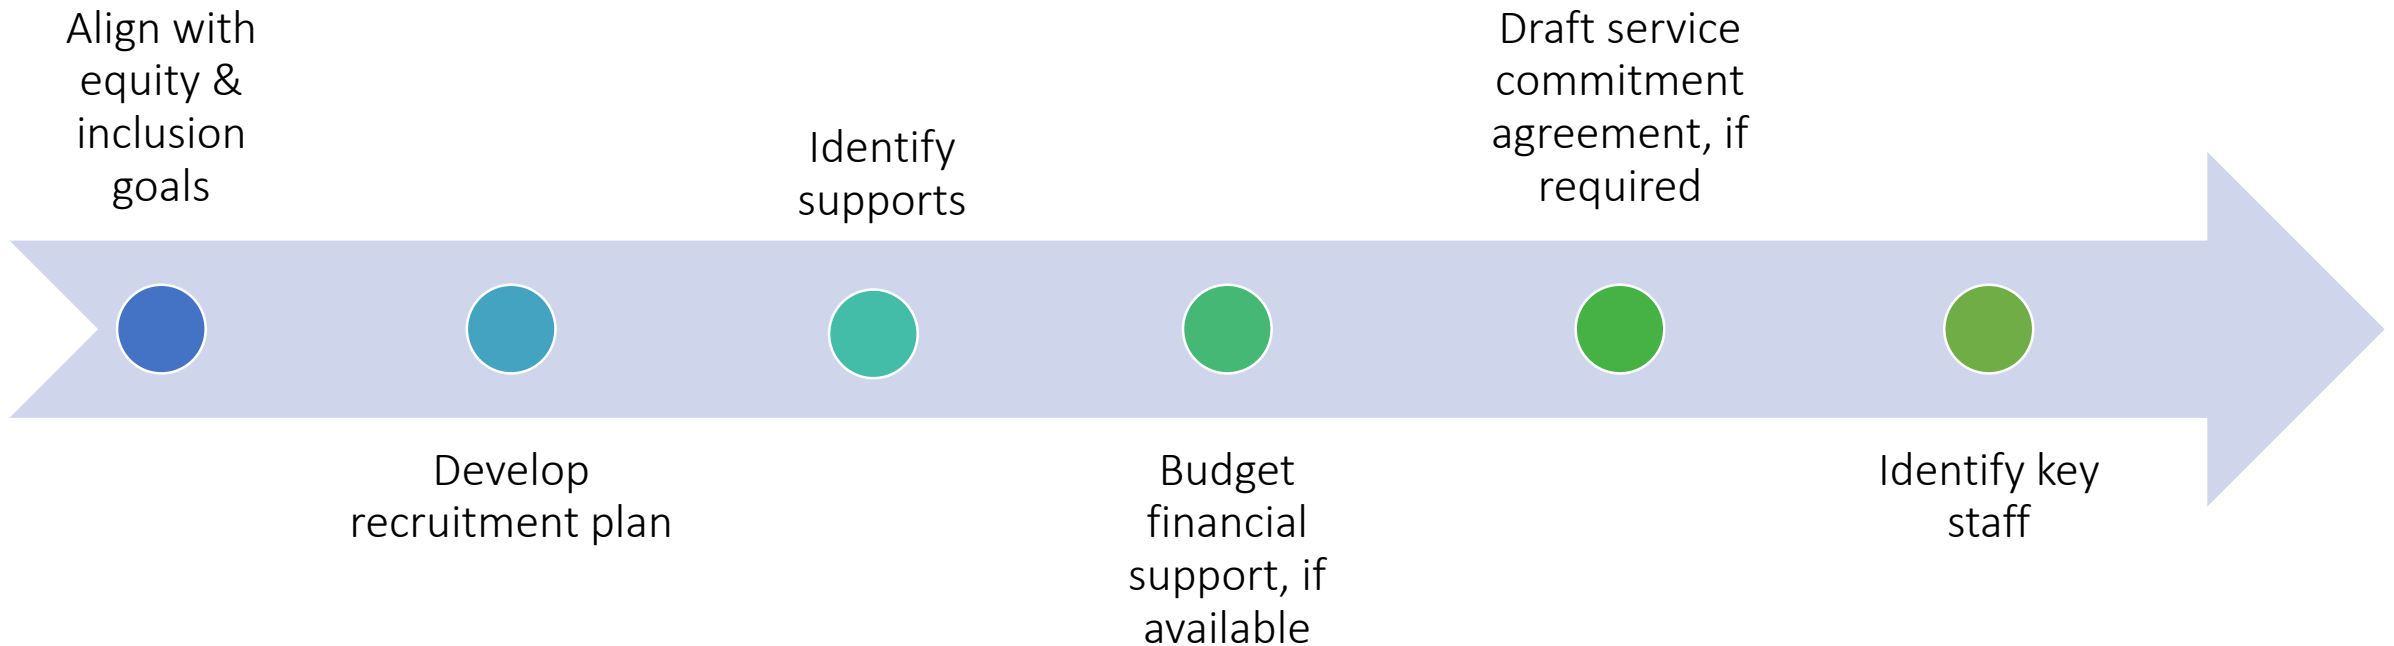 Align with
equity &
inclusion
goals
Develop
recruitment plan
Identify
supports
Budget
financial
support, if
available
Draft service
commitment
agreement, if
required
Identify key
staff